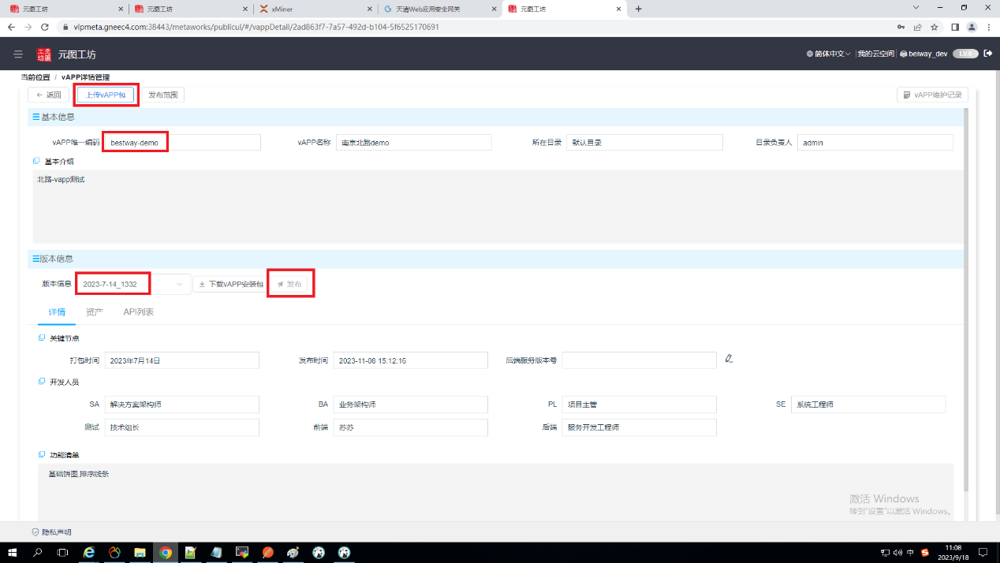 元图工坊 元图工坊 xMiner 天清Web应用安全网关 元图工坊
vipmeta.gneec4.com:38443/metaworks/publicui/#/vappDetail/2ad863f7-7a57-492d-b104-5f6525170691
元图工坊 简体中文 我的云空间 beiway_dev LV.0
当前位置 / vAPP详情管理
返回 上传vAPP包 发布范围 vAPP维护记录
基本信息
vAPP唯一编码 bestway-demo vAPP名称 南京北路demo 所在目录 默认目录 目录负责人 admin
基本介绍
北路-vapp测试
版本信息
版本信息 2023-7-14_1332 下载vAPP安装包 发布
详情 资产 API列表
关键节点
打包时间 2023年7月14日 发布时间 2023-11-08 15:12:16 后端服务版本号
开发人员
SA 解决方案架构师 BA 业务架构师 PL 项目主管 SE 系统工程师
测试 技术组长 前端 苏苏 后端 服务开发工程师
功能清单
基础饼图,排序线条
激活 Windows
转到"设置"以激活 Windows。
隐私声明
中 11:08
2023/9/18